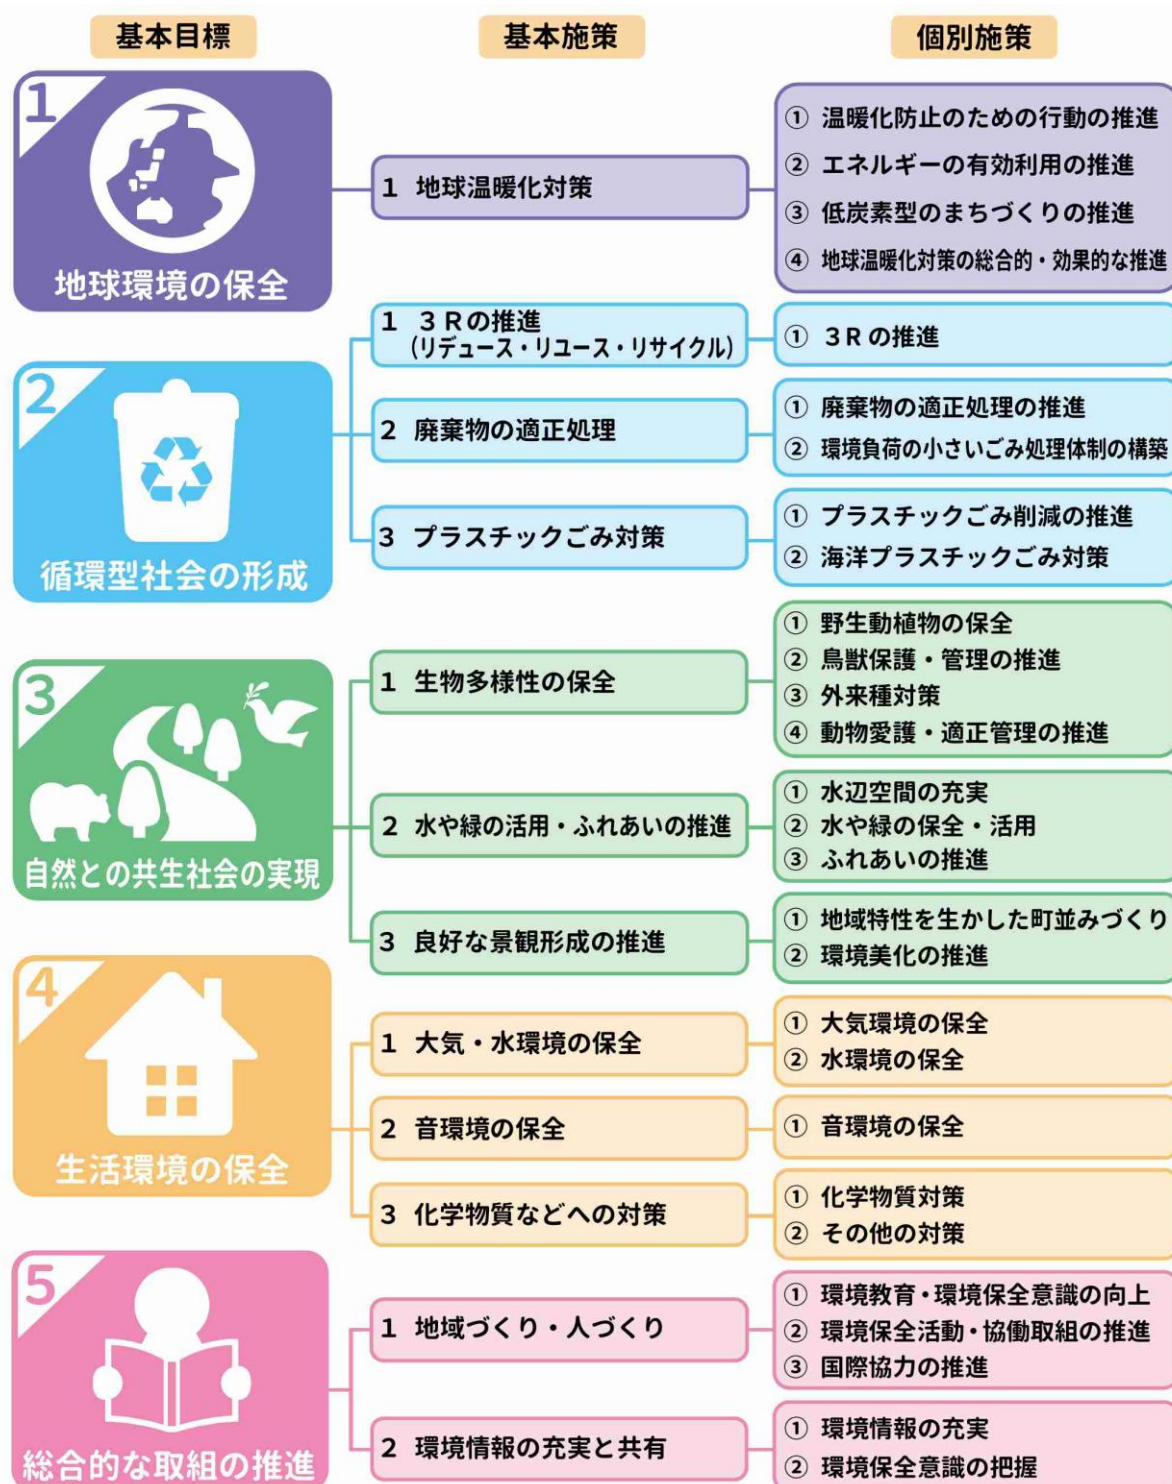 基本目標
基本施策
個別施策
1
地球環境の保全
1 地球温暖化対策
① 温暖化防止のための行動の推進
② エネルギーの有効利用の推進
③ 低炭素型のまちづくりの推進
④ 地球温暖化対策の総合的・効果的な推進
2
循環型社会の形成
1 3Rの推進
(リデュース・リユース・リサイクル)
① 3Rの推進
2 廃棄物の適正処理
① 廃棄物の適正処理の推進
② 環境負荷の小さいごみ処理体制の構築
3 プラスチックごみ対策
① プラスチックごみ削減の推進
② 海洋プラスチックごみ対策
3
自然との共生社会の実現
1 生物多様性の保全
① 野生動植物の保全
② 鳥獣保護・管理の推進
③ 外来種対策
④ 動物愛護・適正管理の推進
2 水や緑の活用・ふれあいの推進
① 水辺空間の充実
② 水や緑の保全・活用
③ ふれあいの推進
3 良好な景観形成の推進
① 地域特性を生かした町並みづくり
② 環境美化の推進
4
生活環境の保全
1 大気・水環境の保全
① 大気環境の保全
② 水環境の保全
2 音環境の保全
① 音環境の保全
3 化学物質などへの対策
① 化学物質対策
② その他の対策
5
総合的な取組の推進
1 地域づくり・人づくり
① 環境教育・環境保全意識の向上
② 環境保全活動・協働取組の推進
③ 国際協力の推進
2 環境情報の充実と共有
① 環境情報の充実
② 環境保全意識の把握